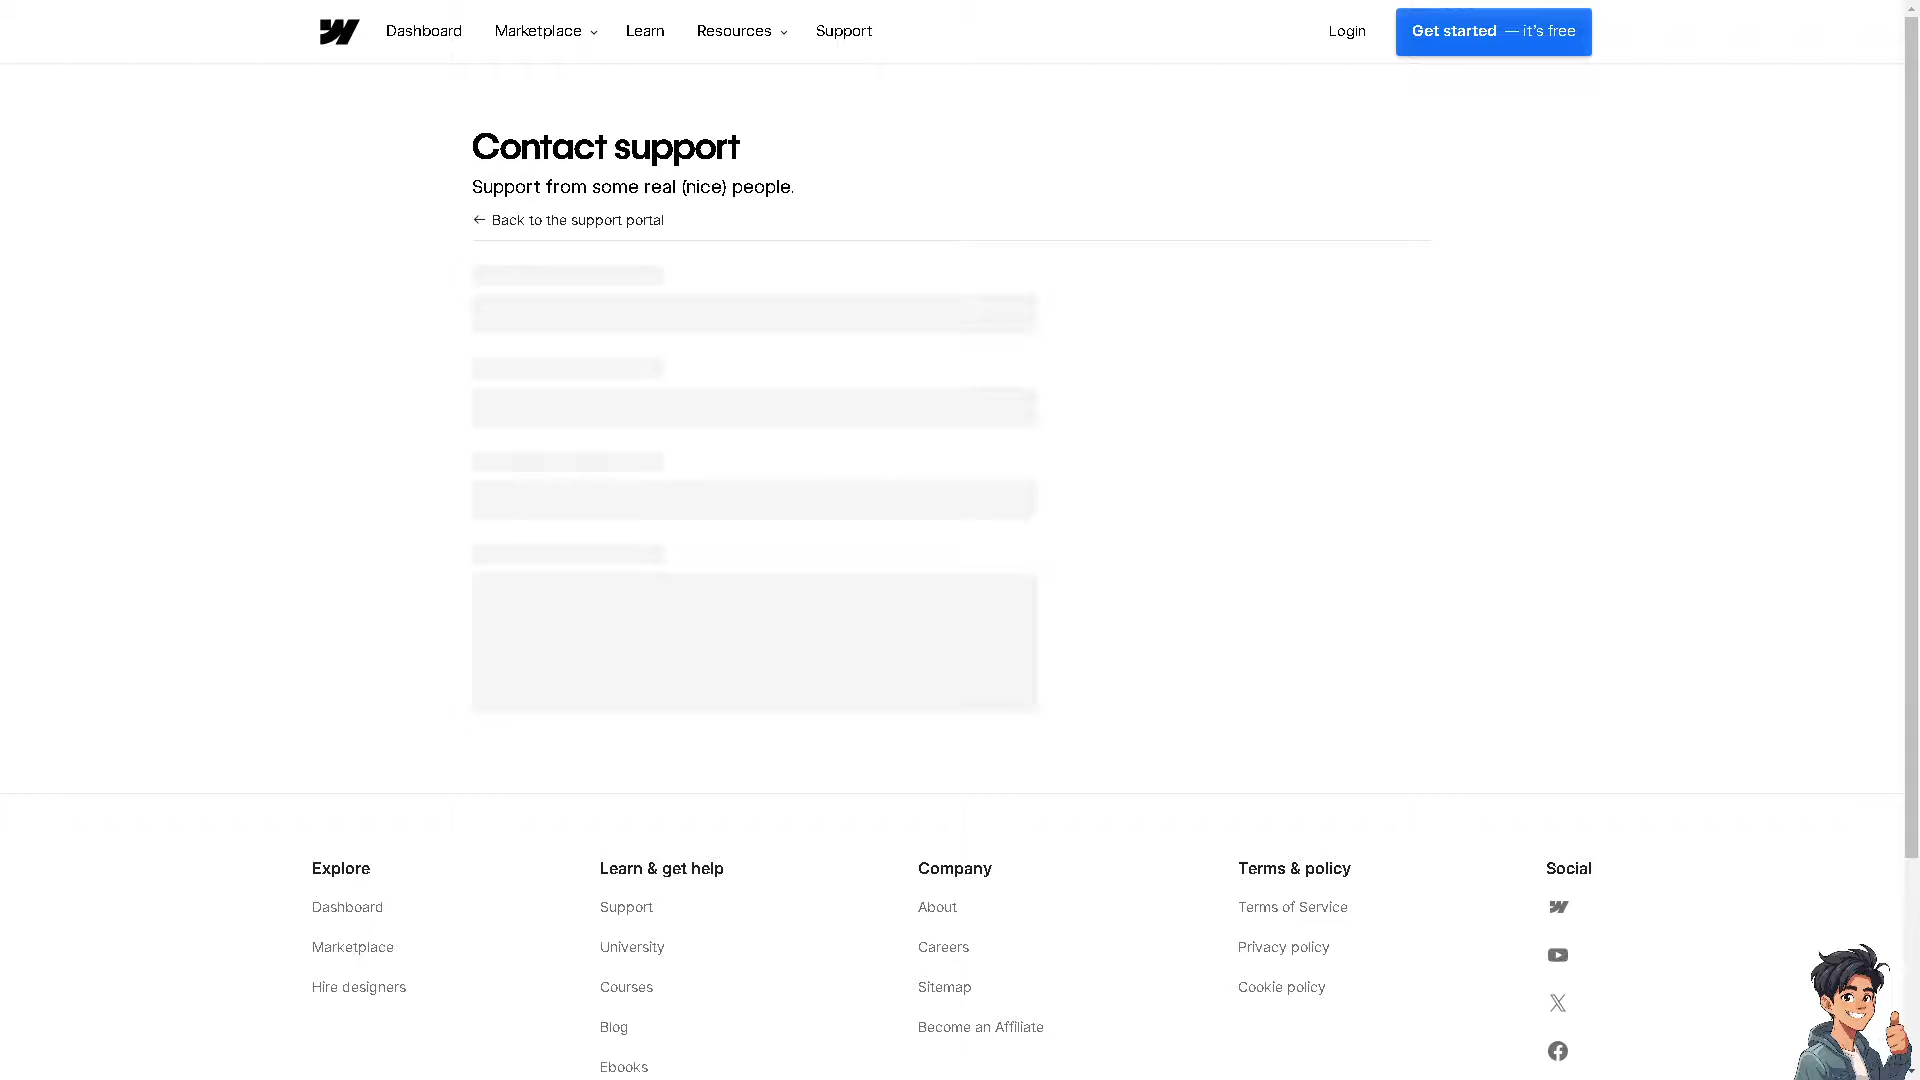 Dashboard
Marketplace
Learn
Resources
Support
Login
Get started — it's free
Contact support
Support from some real (nice) people.
← Back to the support portal
Explore
Dashboard
Marketplace
Hire designers
Learn & get help
Support
University
Courses
Blog
Ebooks
Company
About
Careers
Sitemap
Become an Affiliate
Terms & policy
Terms of Service
Privacy policy
Cookie policy
Social